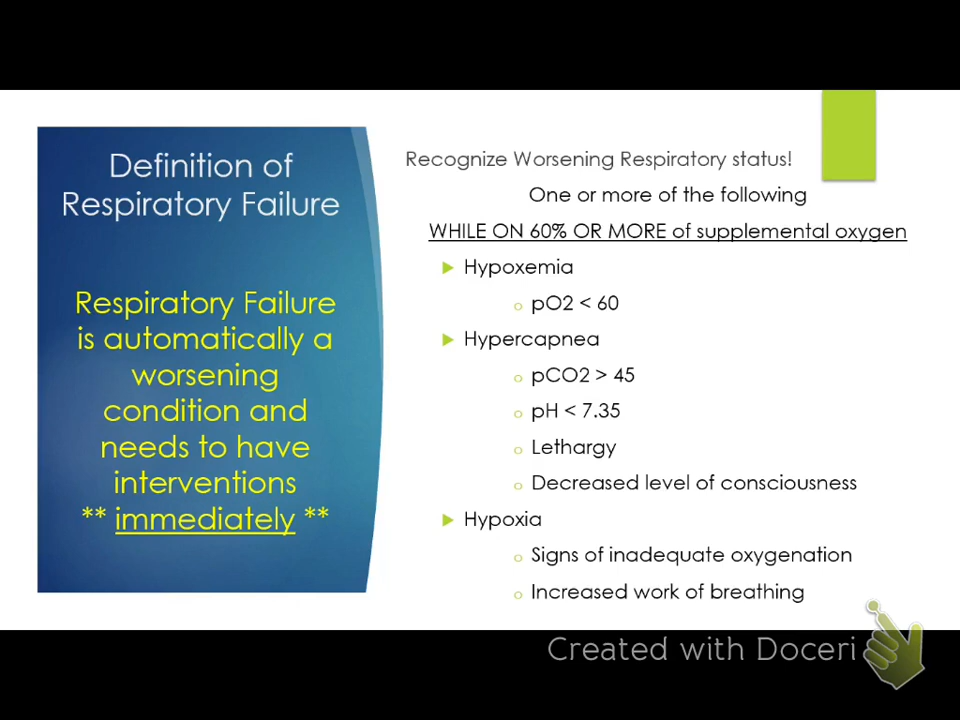 Definition of
Respiratory Failure
Respiratory Failure
is automatically a
worsening
condition and
needs to have
interventions
** immediately **
Recognize Worsening Respiratory status!
One or more of the following
WHILE ON 60% OR MORE of supplemental oxygen
Hypoxemia
pO2 < 60
Hypercapnea
pCO2 > 45
pH < 7.35
Lethargy
Decreased level of consciousness
Hypoxia
Signs of inadequate oxygenation
Increased work of breathing
Created with Doceri